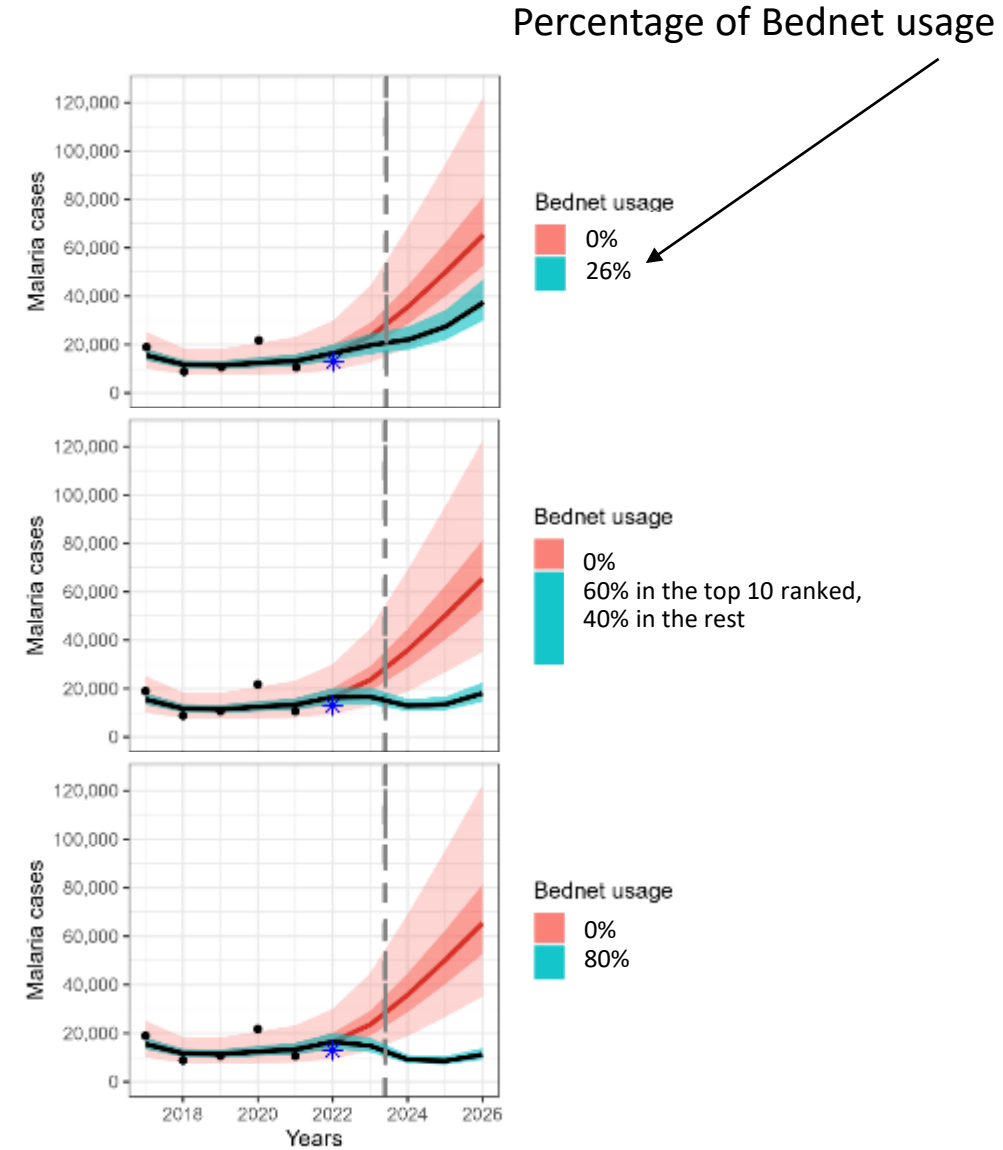 Percentage of Bednet usage
120,000
100,000
80,000
60,000
40,000
20,000
0
Malaria cases
Bednet usage
0%
26%
120,000
100,000
80,000
60,000
40,000
20,000
0
Malaria cases
Bednet usage
0%
60% in the top 10 ranked,
40% in the rest
120,000
100,000
80,000
60,000
40,000
20,000
0
Malaria cases
Bednet usage
0%
80%
2018 2020 2022 2024 2026
Years